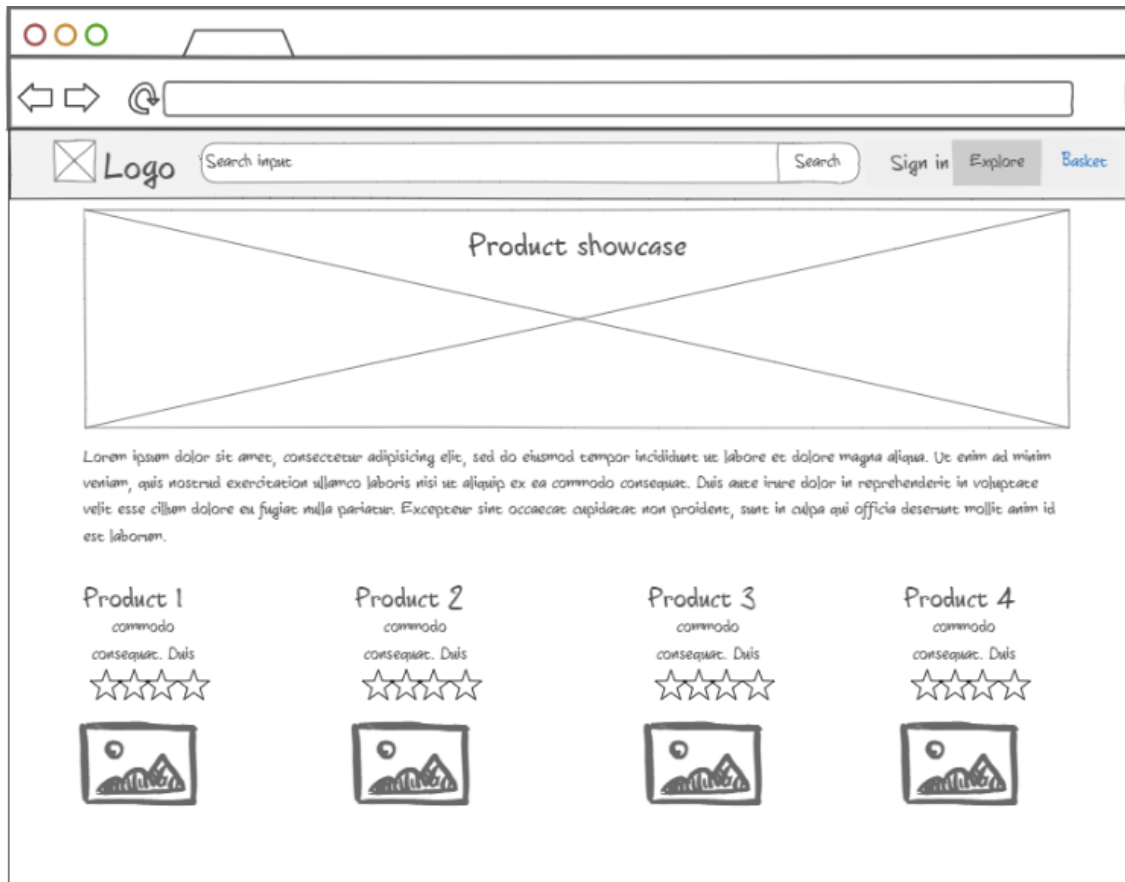 Logo
Search input
Search
Sign in
Explore
Basket
Product showcase
Lorem ipsum dolor sit amet, consectetur adipisicing elit, sed do eiusmod tempor incididunt ut labore et dolore magna aliqua. Ut enim ad minim
veniam, quis nostrud exercitation ullamco laboris nisi ut aliquip ex ea commodo consequat. Duis aute irure dolor in reprehenderit in voluptate
velit esse cillum dolore eu fugiat nulla pariatur. Excepteur sint occaecat cupidatat non proident, sunt in culpa qui officia deserunt mollit anim id
est laborum.
Product 1
commodo
consequat. Duis
Product 2
commodo
consequat. Duis
Product 3
commodo
consequat. Duis
Product 4
commodo
consequat. Duis